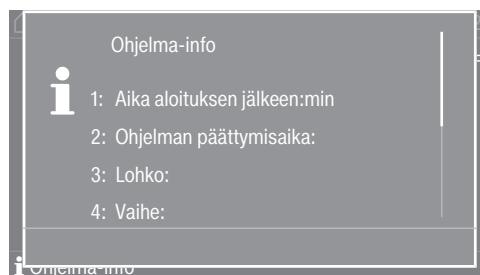 Ohjelma-info
1: Aika aloituksen jälkeen:min
2: Ohjelman päättymisaika:
3: Lohko:
4: Vaihe:
Ohjelma-info